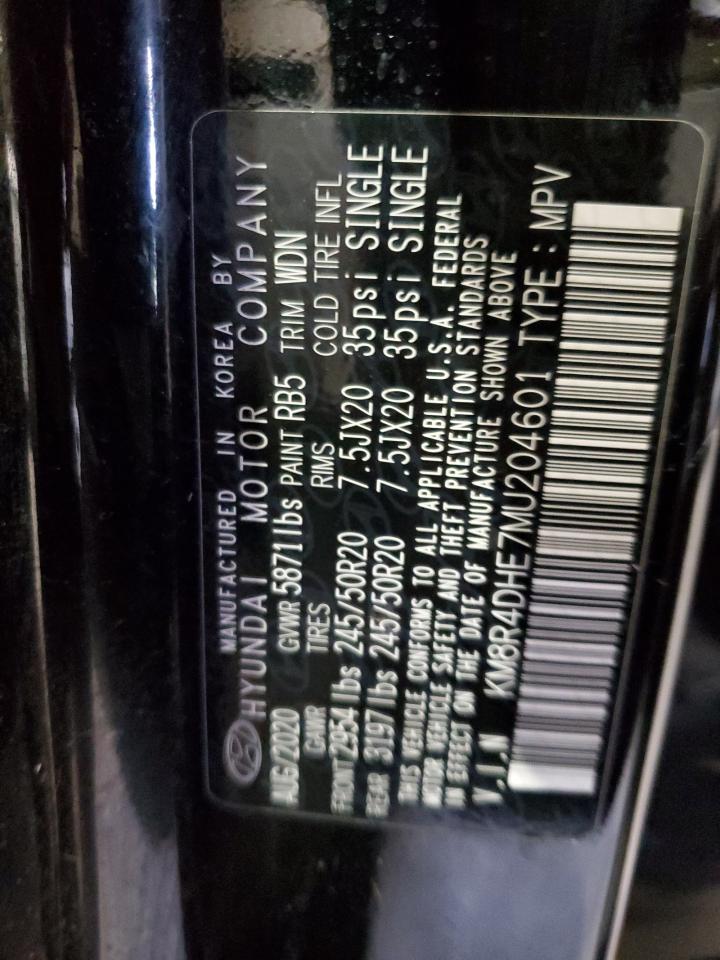 MANUFACTURED IN KOREA BY
HYUNDAI MOTOR COMPANY
AUG/2020 GVWR 5871lbs PAINT RB5 TRIM WDN
GAWR TIRES RIMS COLD TIRE INFL
FRONT 2954lbs 245/50R20 7.5JX20 35psi SINGLE
REAR 3197lbs 245/50R20 7.5JX20 35psi SINGLE
THIS VEHICLE CONFORMS TO ALL APPLICABLE U.S.A. FEDERAL
MOTOR VEHICLE SAFETY AND THEFT PREVENTION STANDARDS
IN EFFECT ON THE DATE OF MANUFACTURE SHOWN ABOVE
V.I.N KM8R4DHE7MU204601 TYPE : MPV